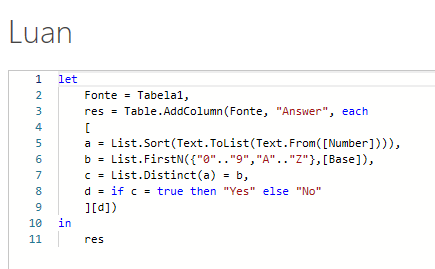 Luan
1 let
2 Fonte = Tabela1,
3 res = Table.AddColumn(Fonte, "Answer", each
4 [
5 a = List.Sort(Text.ToList(Text.From([Number]))),
6 b = List.FirstN({"0".."9","A".."Z"},[Base]),
7 c = List.Distinct(a) = b,
8 d = if c = true then "Yes" else "No"
9 ][d])
10 in
11 res